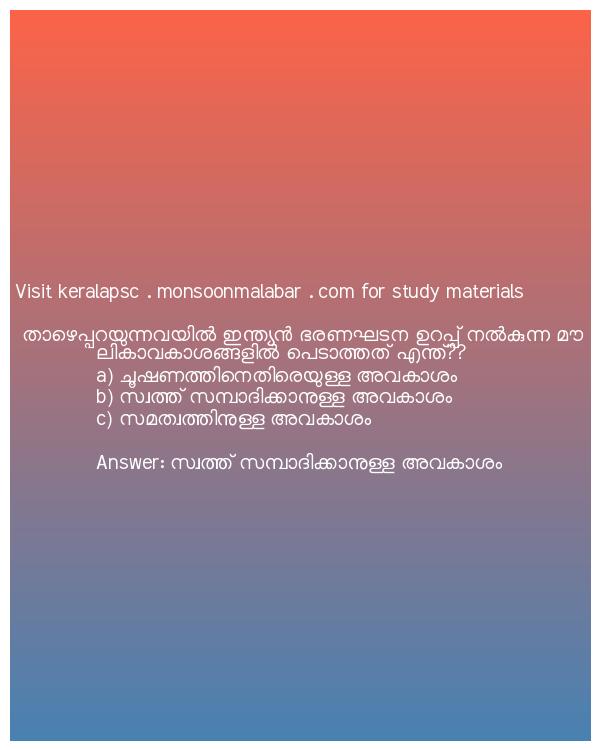 Visit keralapsc . monsoonmalabar . com for study materials
താഴെപ്പറയുന്നവയിൽ ഇന്ത്യൻ ഭരണഘടന ഉറപ്പ് നൽകുന്ന മൗ
ലികാവകാശങ്ങളിൽ പെടാത്തത് എന്ത്??
a) ചൂഷണത്തിനെതിരെയുള്ള അവകാശം
b) സ്വത്ത് സമ്പാദിക്കാനുള്ള അവകാശം
c) സമത്വത്തിനുള്ള അവകാശം
Answer: സ്വത്ത് സമ്പാദിക്കാനുള്ള അവകാശം